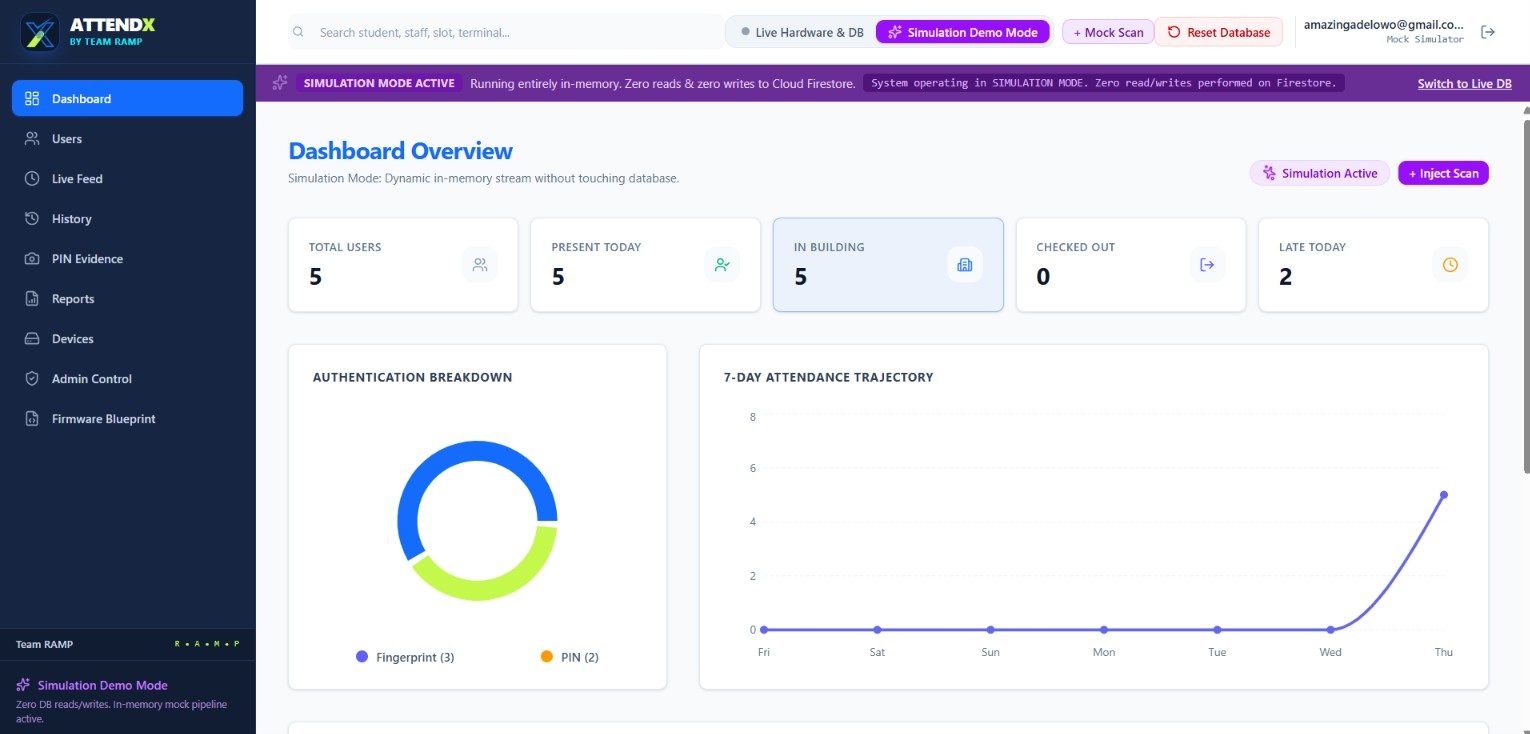 ATTENDX
BY TEAM RAMP
Search student, staff, slot, terminal...
Live Hardware & DB
Simulation Demo Mode
+ Mock Scan
Reset Database
amazingadelowo@gmail.co...
Mock Simulator
SIMULATION MODE ACTIVE
Running entirely in-memory. Zero reads & zero writes to Cloud Firestore.
System operating in SIMULATION MODE. Zero read/writes performed on Firestore.
Switch to Live DB
Dashboard
Users
Live Feed
History
PIN Evidence
Reports
Devices
Admin Control
Firmware Blueprint
Team RAMP
R • A • M • P
Simulation Demo Mode
Zero DB reads/writes. In-memory mock pipeline
active.
Dashboard Overview
Simulation Mode: Dynamic in-memory stream without touching database.
Simulation Active
+ Inject Scan
TOTAL USERS
5
PRESENT TODAY
5
IN BUILDING
5
CHECKED OUT
0
LATE TODAY
2
AUTHENTICATION BREAKDOWN
Fingerprint (3)
PIN (2)
7-DAY ATTENDANCE TRAJECTORY
8
6
4
2
0
Fri
Sat
Sun
Mon
Tue
Wed
Thu